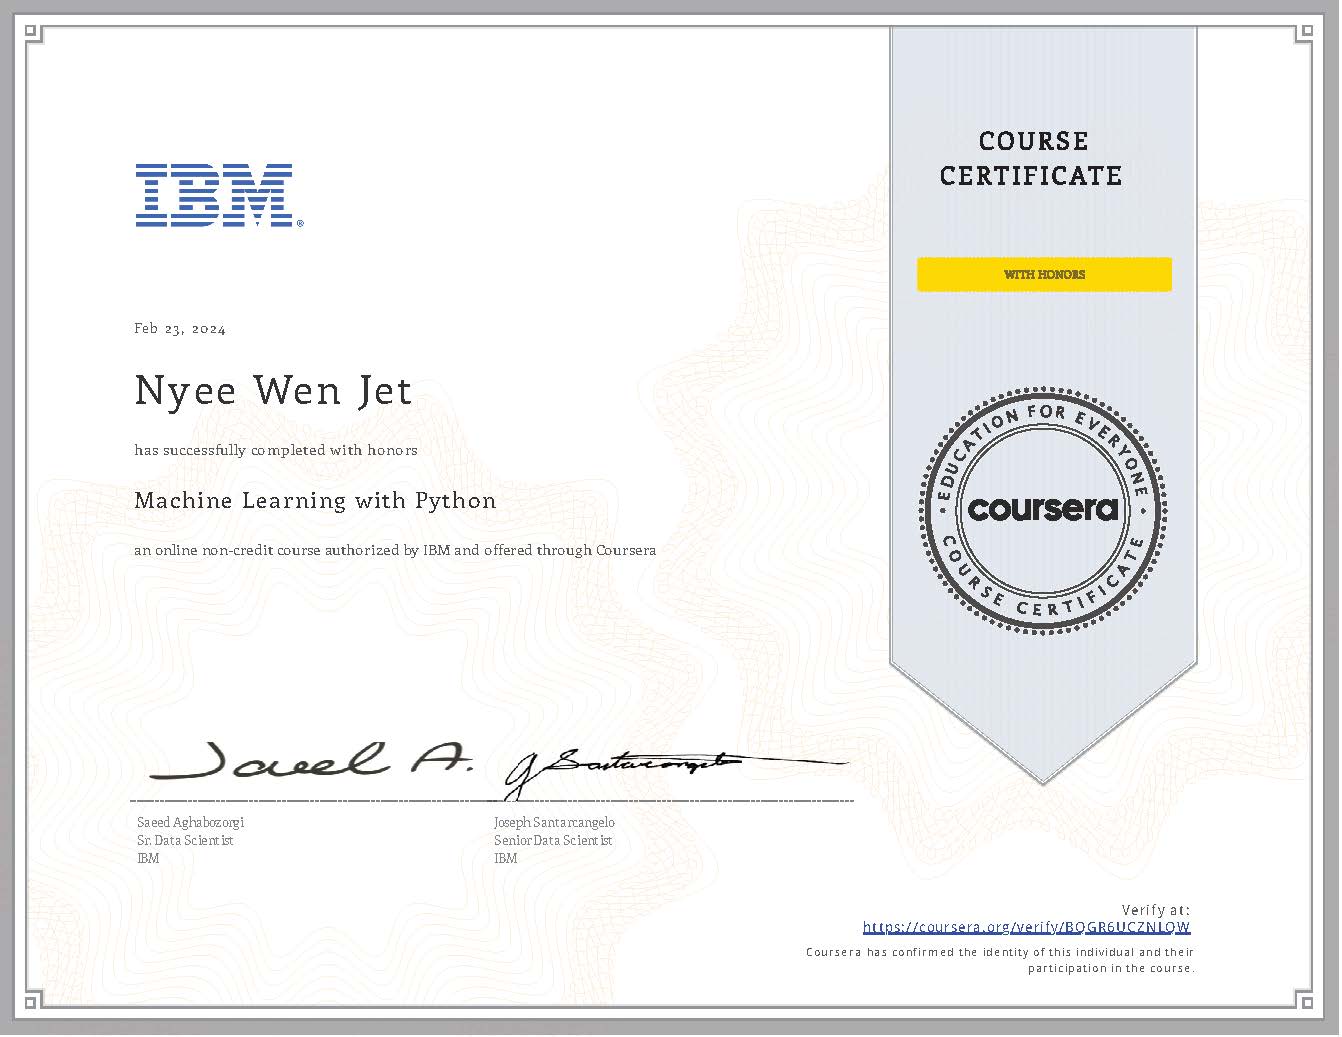 IBM®
COURSE
CERTIFICATE
WITH HONORS
Feb 23, 2024
Nyee Wen Jet
has successfully completed with honors
Machine Learning with Python
an online non-credit course authorized by IBM and offered through Coursera
EDUCATION FOR EVERYONE
coursera
COURSE CERTIFICATE
Saeed Aghabozorgi
Sr. Data Scientist
IBM
Joseph Santarcangelo
Senior Data Scientist
IBM
Verify at:
https://coursera.org/verify/BQGR6UCZNLQW
Coursera has confirmed the identity of this individual and their
participation in the course.